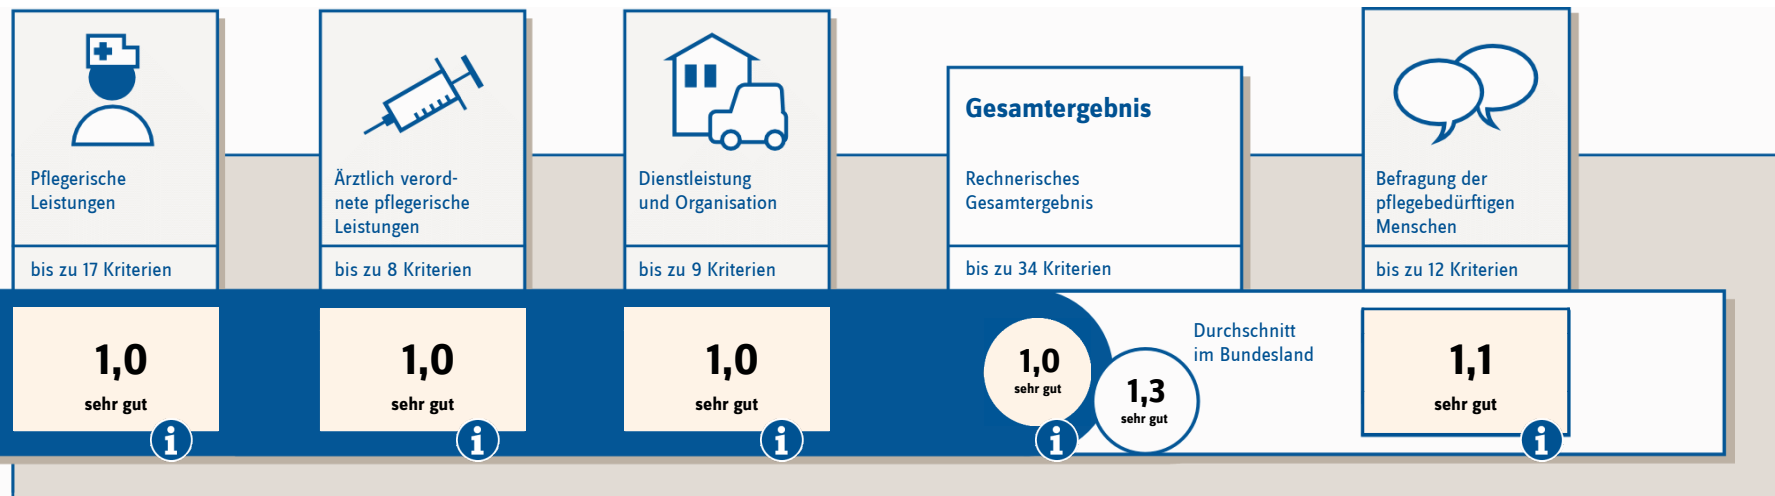 Pflegerische
Leistungen
bis zu 17 Kriterien
1,0
sehr gut
i
Ärztlich verord-
nete pflegerische
Leistungen
bis zu 8 Kriterien
1,0
sehr gut
i
Dienstleistung
und Organisation
bis zu 9 Kriterien
1,0
sehr gut
i
Gesamtergebnis
Rechnerisches
Gesamtergebnis
bis zu 34 Kriterien
1,0
sehr gut
i
1,3
sehr gut
Durchschnitt
im Bundesland
Befragung der
pflegebedürftigen
Menschen
bis zu 12 Kriterien
1,1
sehr gut
i